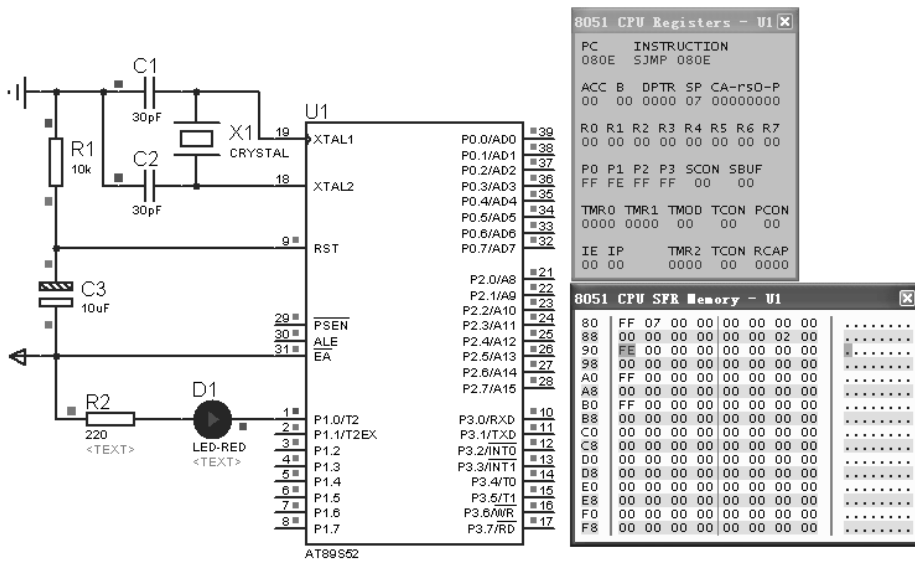 C1
30pF
X1
CRYSTAL
C2
30pF
R1
10k
C3
10uF
R2
220
<TEXT>
D1
LED-RED
<TEXT>
U1
19 XTAL1
18 XTAL2
9 RST
29 PSEN
30 ALE
31 EA
1 P1.0/T2
2 P1.1/T2EX
3 P1.2
4 P1.3
5 P1.4
6 P1.5
7 P1.6
8 P1.7
P0.0/AD0 39
P0.1/AD1 38
P0.2/AD2 37
P0.3/AD3 36
P0.4/AD4 35
P0.5/AD5 34
P0.6/AD6 33
P0.7/AD7 32
P2.0/A8 21
P2.1/A9 22
P2.2/A10 23
P2.3/A11 24
P2.4/A12 25
P2.5/A13 26
P2.6/A14 27
P2.7/A15 28
P3.0/RXD 10
P3.1/TXD 11
P3.2/INT0 12
P3.3/INT1 13
P3.4/T0 14
P3.5/T1 15
P3.6/WR 16
P3.7/RD 17
AT89S52
8051 CPU Registers - U1
PC INSTRUCTION
080E SJMP 080E
ACC B DPTR SP CA-rs0-P
00 00 0000 07 00000000
R0 R1 R2 R3 R4 R5 R6 R7
00 00 00 00 00 00 00 00
P0 P1 P2 P3 SCON SBUF
FF FE FF FF 00 00
TMR0 TMR1 TMOD TCON PCON
0000 0000 00 00 00
IE IP TMR2 TCON RCAP
00 00 0000 00 0000
8051 CPU SFR Memory - U1
80 FF 07 00 00 00 00 00 00 ........
88 00 00 00 00 00 00 02 00 ........
90 FE 00 00 00 00 00 00 00 ........
98 00 00 00 00 00 00 00 00 ........
A0 FF 00 00 00 00 00 00 00 ........
A8 00 00 00 00 00 00 00 00 ........
B0 FF 00 00 00 00 00 00 00 ........
B8 00 00 00 00 00 00 00 00 ........
C0 00 00 00 00 00 00 00 00 ........
C8 00 00 00 00 00 00 00 00 ........
D0 00 00 00 00 00 00 00 00 ........
D8 00 00 00 00 00 00 00 00 ........
E0 00 00 00 00 00 00 00 00 ........
E8 00 00 00 00 00 00 00 00 ........
F0 00 00 00 00 00 00 00 00 ........
F8 00 00 00 00 00 00 00 00 ........